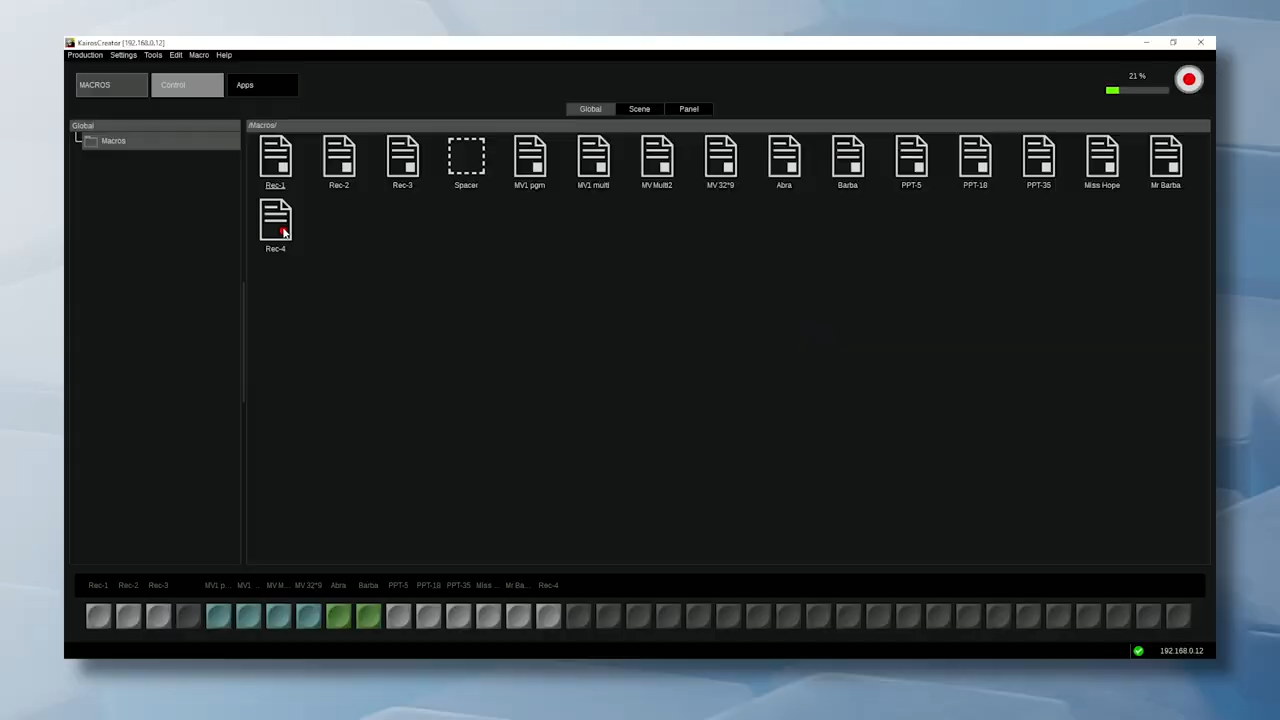 KairosCreator [192.168.0.12]
Production Settings Tools Edit Macro Help
MACROS Control Apps
21 %
Global Scene Panel
Global
/Macros/
Macros
Rec-1 Rec-2 Rec-3 Spacer MV1 pgm MV1 multi MV Multi2 MV 32*9 Abra Barba PPT-5 PPT-18 PPT-35 Miss Hope Mr Barba
Rec-4
Rec-1 Rec-2 Rec-3 MV1 p... MV1 ... MV M... MV 32*9 Abra Barba PPT-5 PPT-18 PPT-35 Miss ... Mr Ba... Rec-4
192.168.0.12